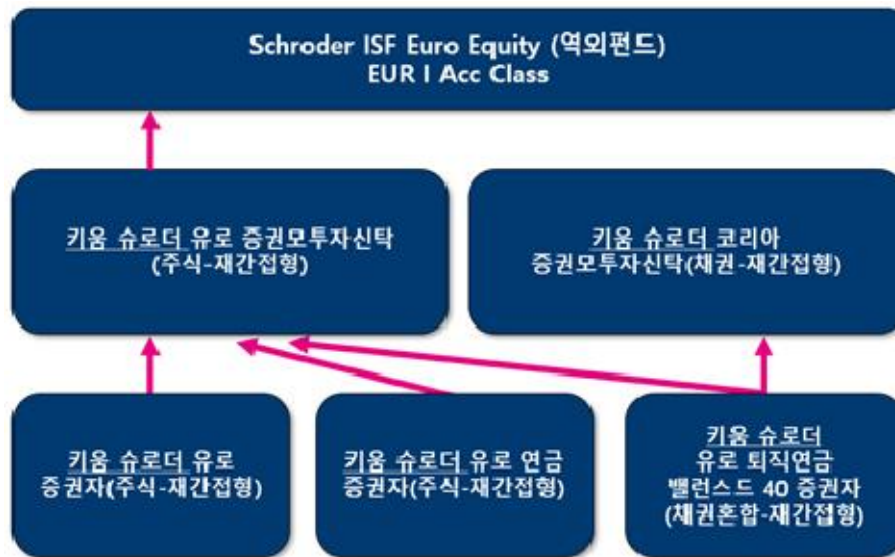 Schroder ISF Euro Equity (역외펀드)
EUR I Acc Class
키움 슈로더 유로 증권모투자신탁
(주식-재간접형)
키움 슈로더 코리아
증권모투자신탁(채권-재간접형)
키움 슈로더 유로
증권자(주식-재간접형)
키움 슈로더 유로 연금
증권자(주식-재간접형)
키움 슈로더
유로 퇴직연금
밸런스드 40 증권자
(채권혼합-재간접형)